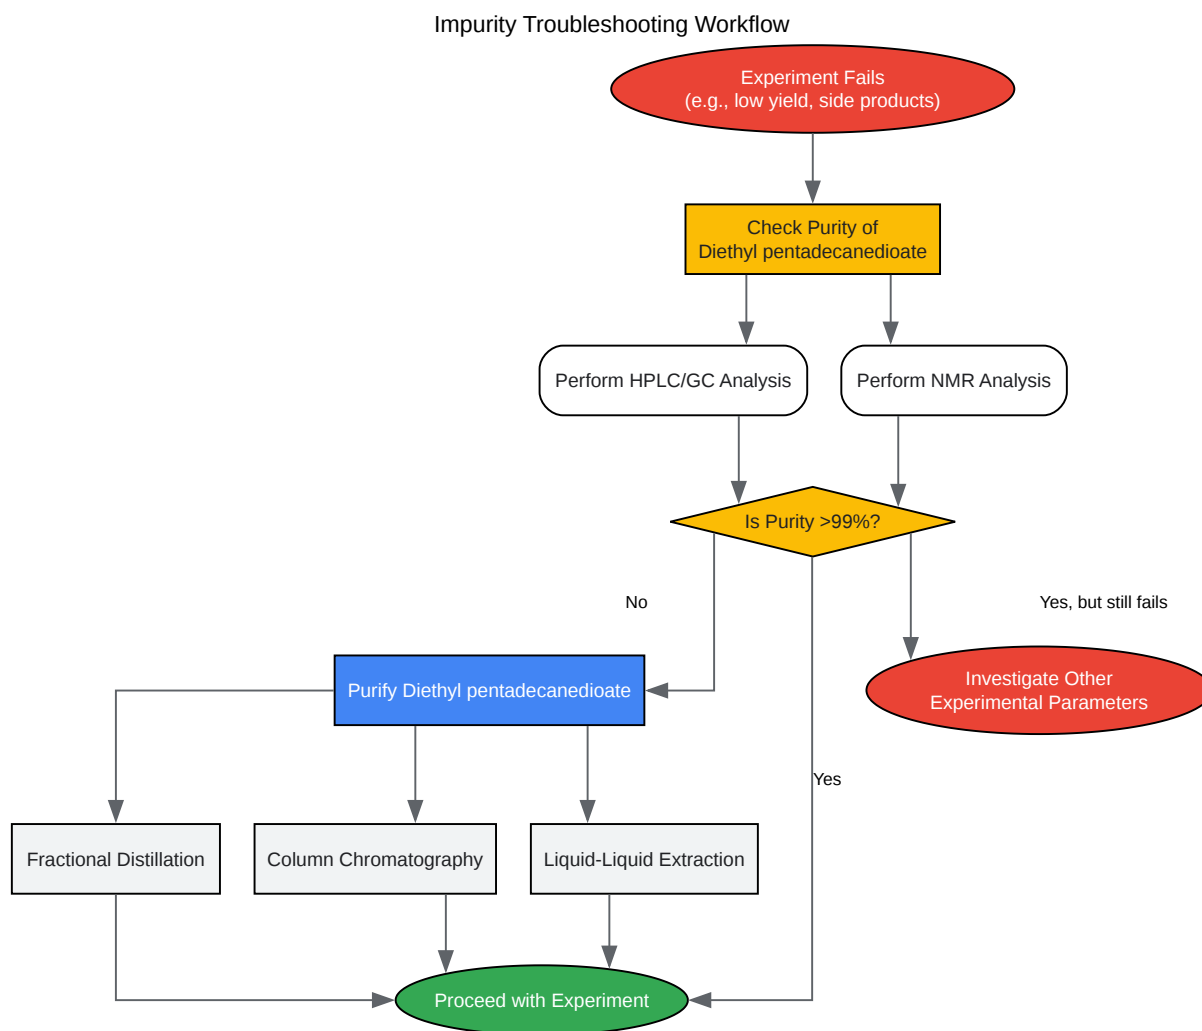 Impurity Troubleshooting Workflow
Experiment Fails
(e.g., low yield, side products)
Check Purity of
Diethyl pentadecanedioate
Perform HPLC/GC Analysis
Perform NMR Analysis
Is Purity >99%?
No
Yes, but still fails
Purify Diethyl pentadecanedioate
Investigate Other
Experimental Parameters
Yes
Fractional Distillation
Column Chromatography
Liquid-Liquid Extraction
Proceed with Experiment